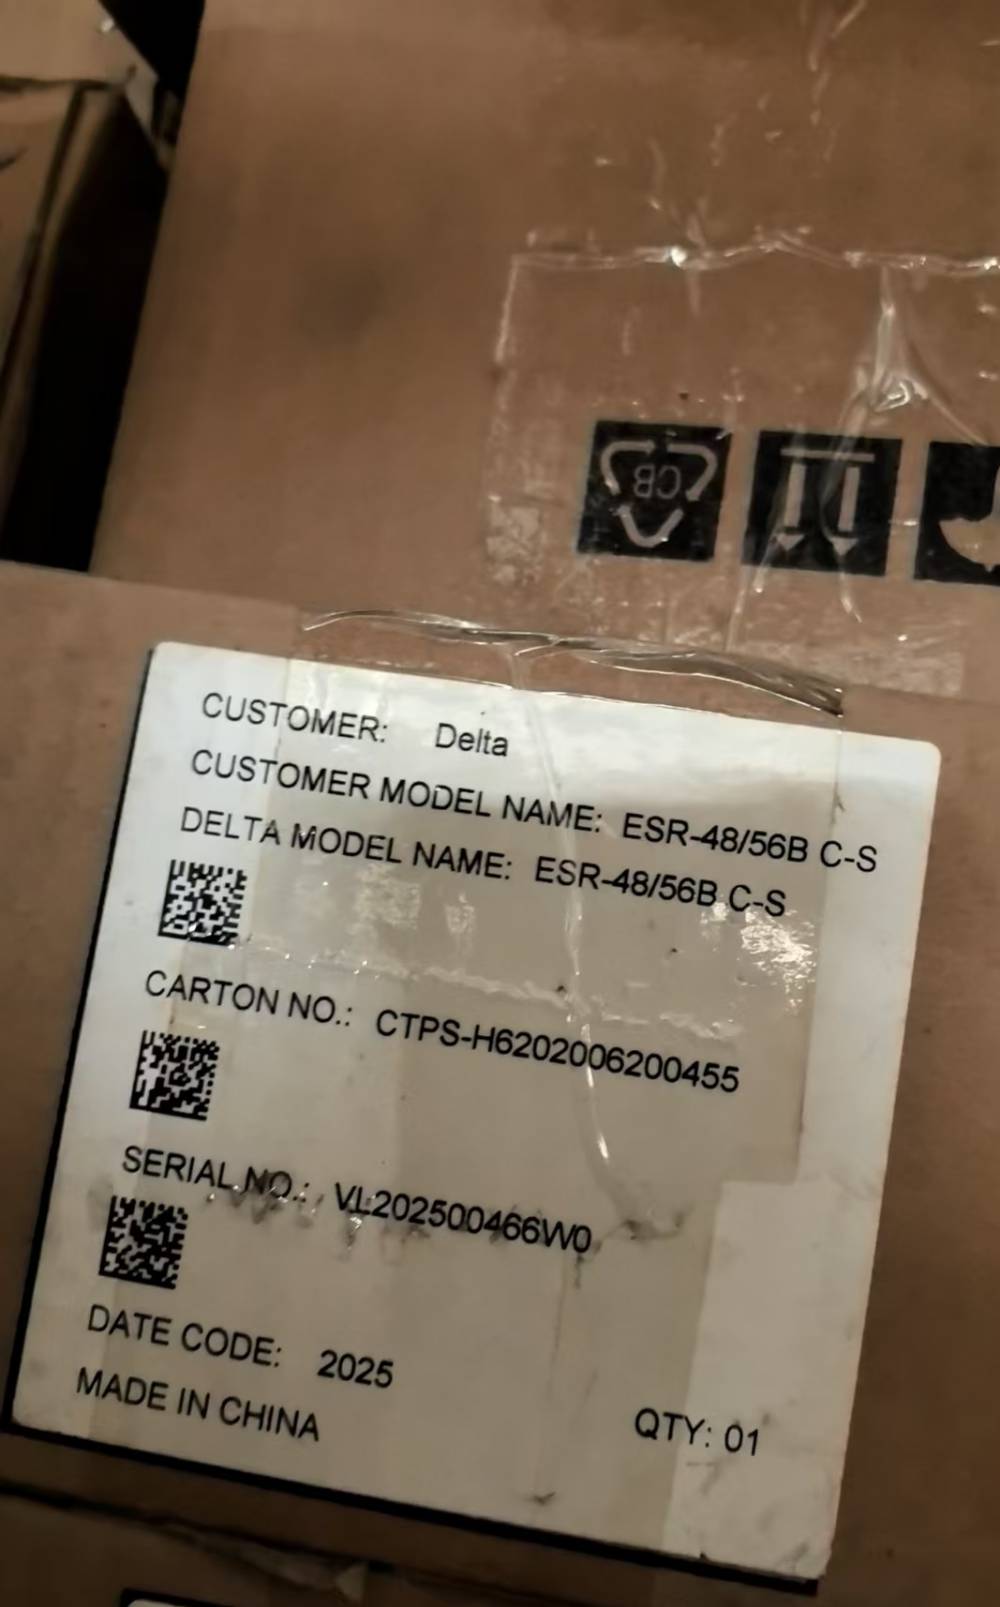 CB
CUSTOMER: Delta
CUSTOMER MODEL NAME: ESR-48/56B C-S
DELTA MODEL NAME: ESR-48/56B C-S
CARTON NO.: CTPS-H6202006200455
SERIAL NO.: VL202500466W0
DATE CODE: 2025
MADE IN CHINA
QTY: 01